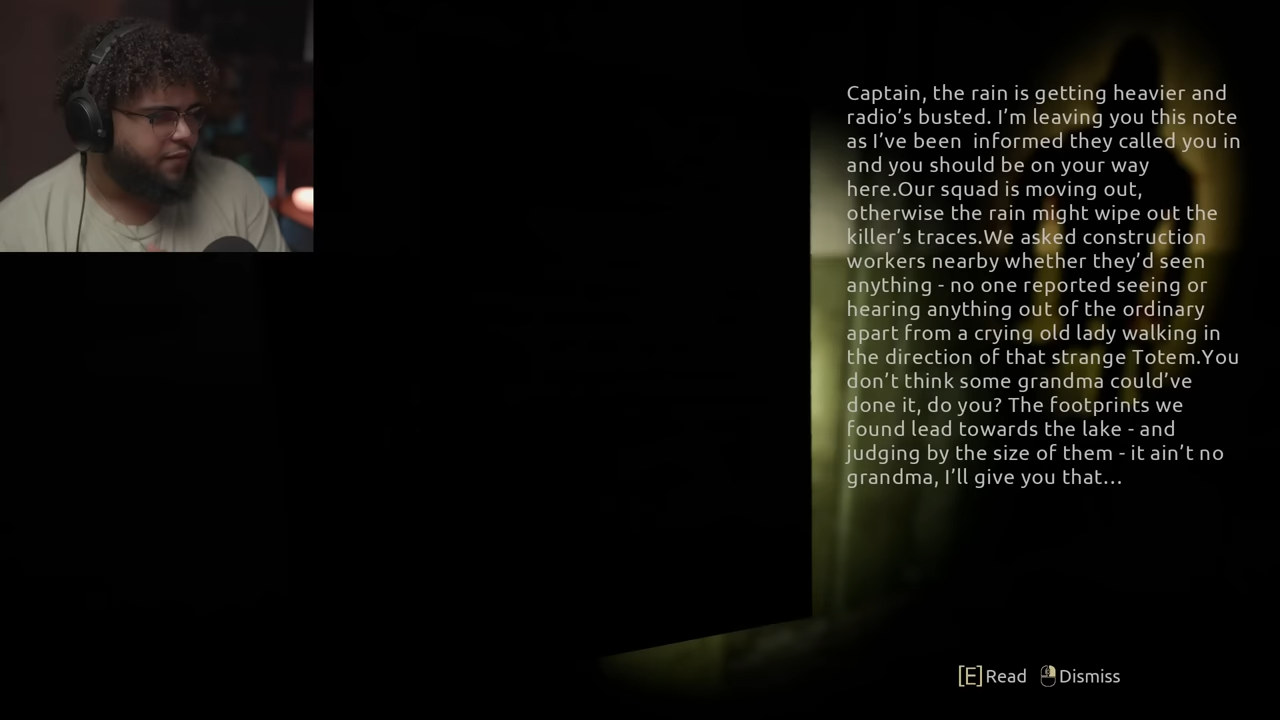 Captain, the rain is getting heavier and
radio’s busted. I’m leaving you this note
as I’ve been  informed they called you in
and you should be on your way
here.Our squad is moving out,
otherwise the rain might wipe out the
killer’s traces.We asked construction
workers nearby whether they’d seen
anything - no one reported seeing or
hearing anything out of the ordinary
apart from a crying old lady walking in
the direction of that strange Totem.You
don’t think some grandma could’ve
done it, do you? The footprints we
found lead towards the lake - and
judging by the size of them - it ain’t no
grandma, I’ll give you that...
[E]Read Dismiss